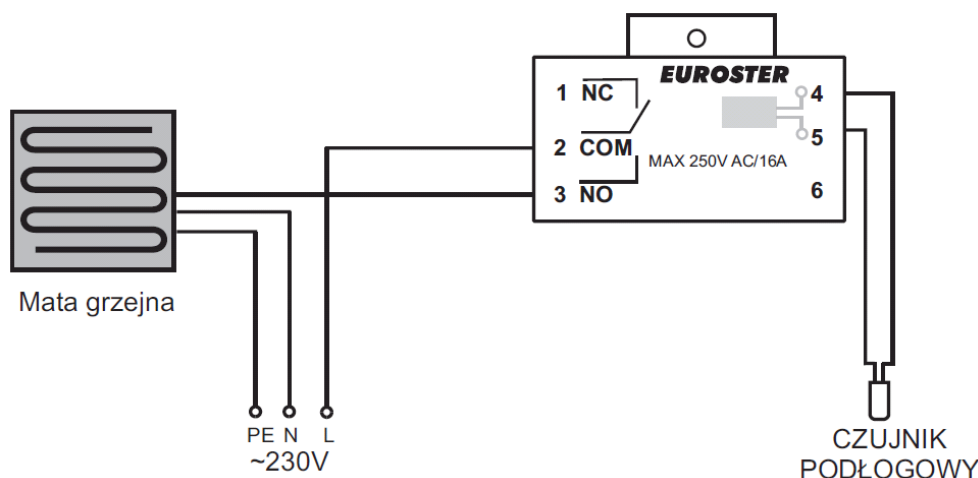 EUROSTER
1 NC
2 COM
3 NO
MAX 250V AC/16A
4
5
6
Mata grzejna
PE N L
~230V
CZUJNIK
PODŁOGOWY